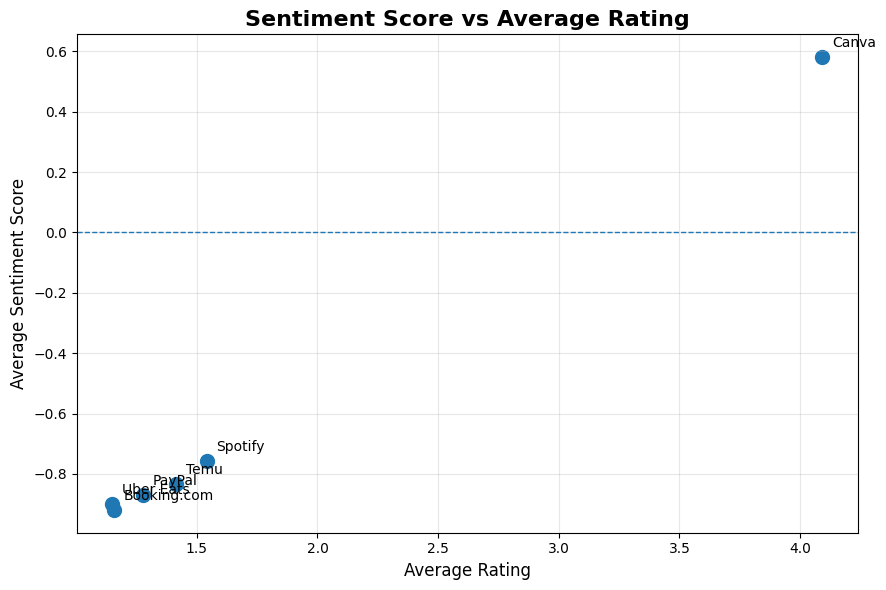 Sentiment Score vs Average Rating
Canva
0.6
0.4
0.2
0.0
−0.2
−0.4
−0.6
−0.8
Average Sentiment Score
Spotify
Temu
PayPal
Uber Eats
Booking.com
1.5
2.0
2.5
3.0
3.5
4.0
Average Rating